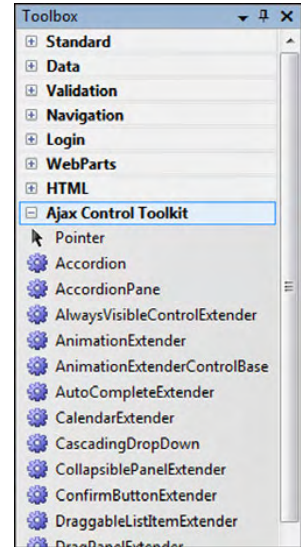 Toolbox
Standard
Data
Validation
Navigation
Login
WebParts
HTML
Ajax Control Toolkit
Pointer
Accordion
AccordionPane
AlwaysVisibleControlExtender
AnimationExtender
AnimationExtenderControlBase
AutoCompleteExtender
CalendarExtender
CascadingDropDown
CollapsiblePanelExtender
ConfirmButtonExtender
DraggableListItemExtender
DragPanelExtender